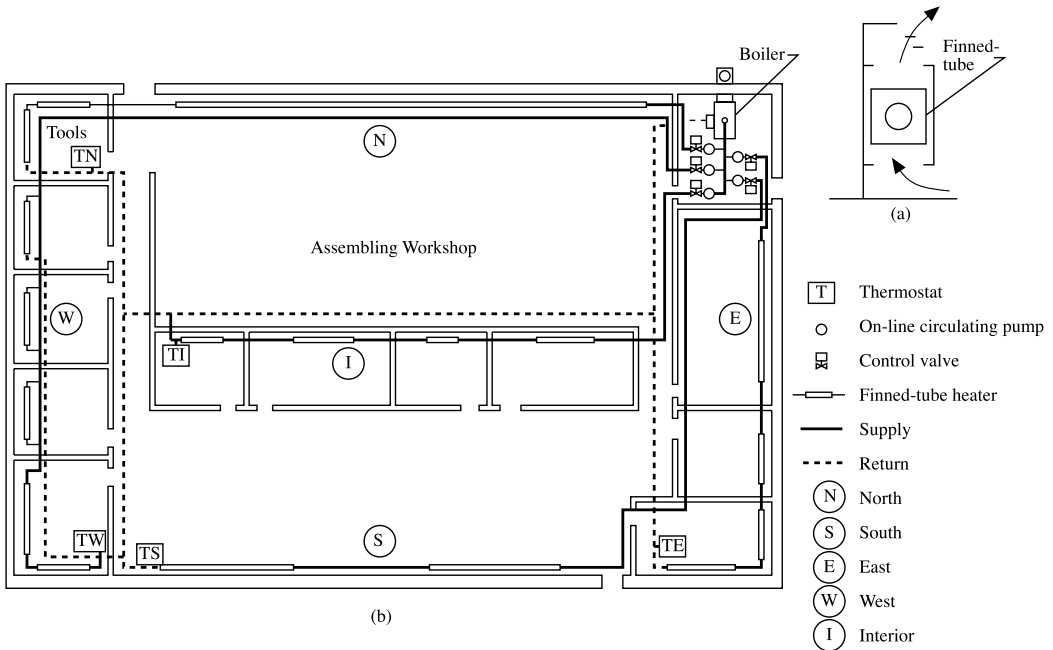 Boiler
Finned-
tube
(a)
Tools
TN
N
Assembling Workshop
W
E
TI
I
TW
TS
S
TE
(b)
T Thermostat
On-line circulating pump
Control valve
Finned-tube heater
Supply
Return
N North
S South
E East
W West
I Interior